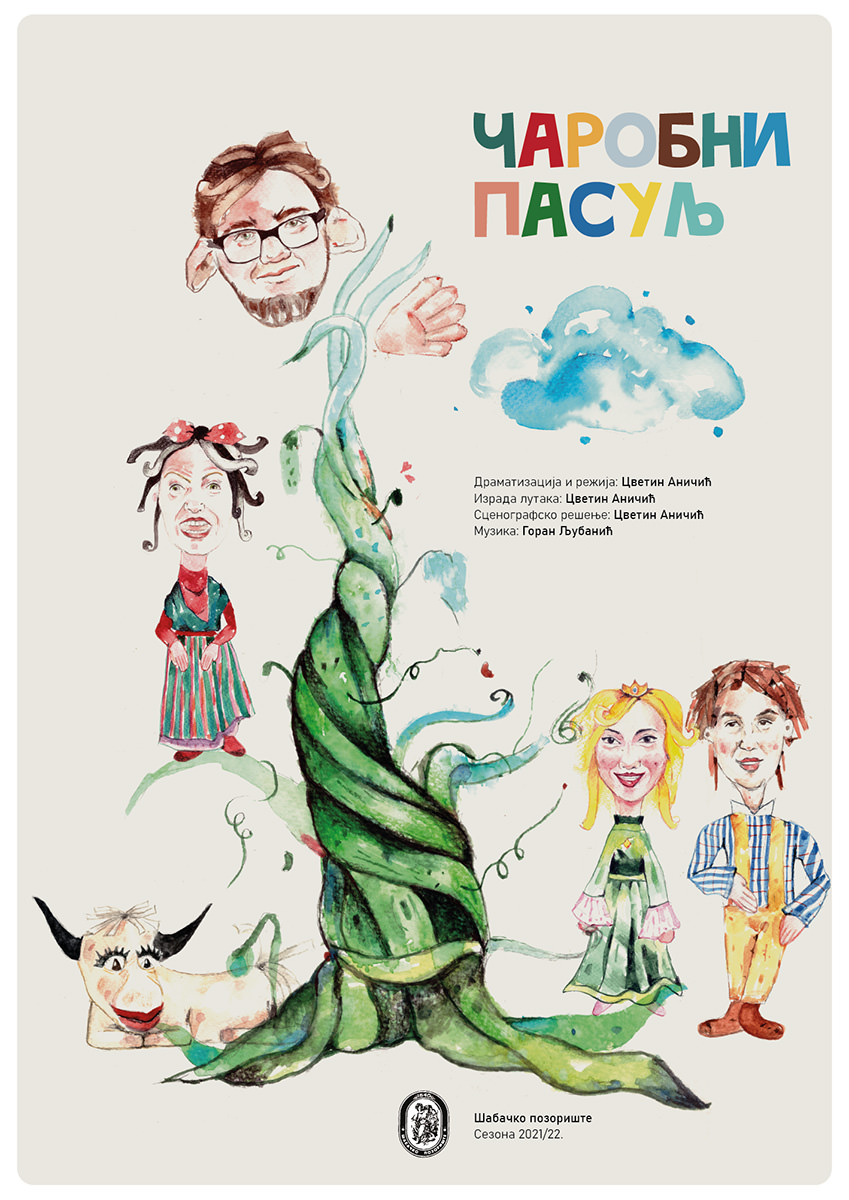 ЧАРОБНИ
ПАСУЉ
Драматизација и режија: Цветин Аничић
Израда лутака: Цветин Аничић
Сценографско решење: Цветин Аничић
Музика: Горан Љубанић
Шабачко позориште
Сезона 2021/22.